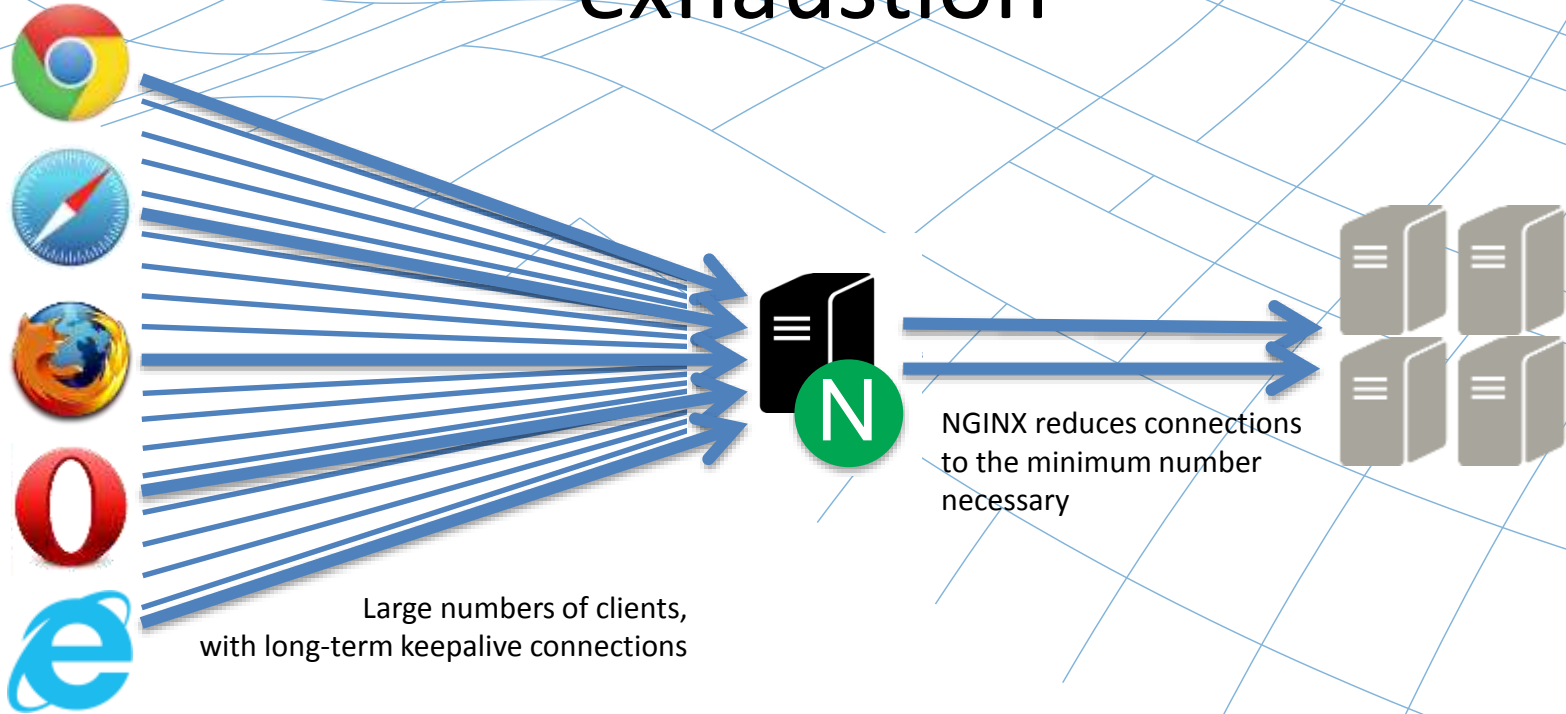 exhaustion
N
NGINX reduces connections
to the minimum number
necessary
Large numbers of clients,
with long-term keepalive connections